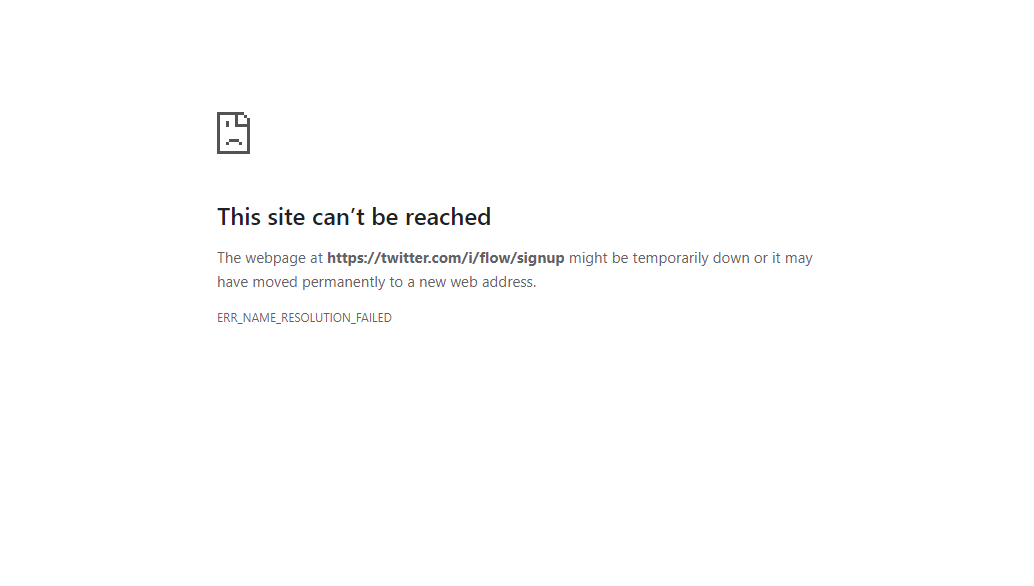 This site can’t be reached
The webpage at https://twitter.com/i/flow/signup might be temporarily down or it may
have moved permanently to a new web address.
ERR_NAME_RESOLUTION_FAILED